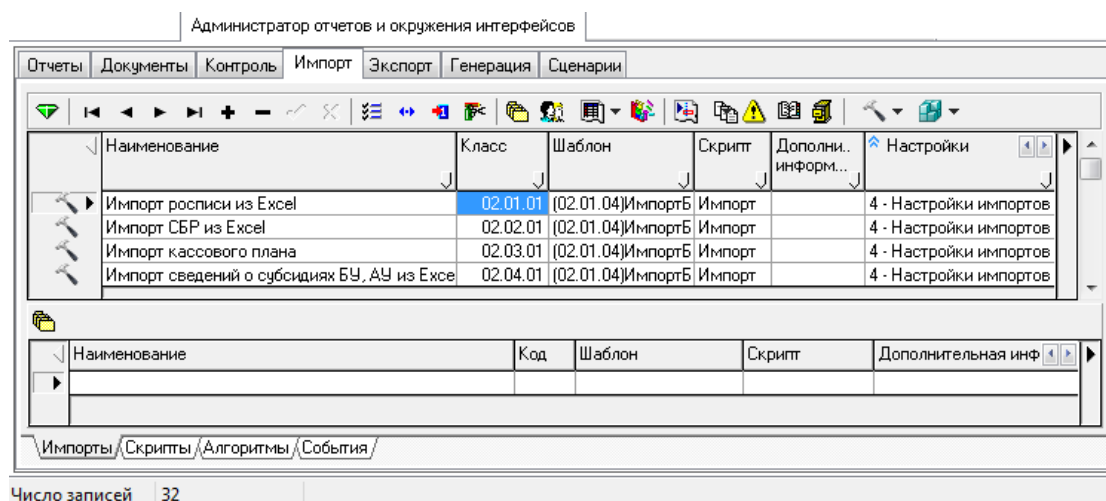 Администратор отчетов и окружения интерфейсов
Отчеты Документы Контроль Импорт Экспорт Генерация Сценарии
Наименование Класс Шаблон Скрипт Дополни.. информ... Настройки
Импорт росписи из Excel 02.01.01 (02.01.04)ИмпортБ Импорт 4 - Настройки импортов
Импорт СБР из Excel 02.02.01 (02.01.04)ИмпортБ Импорт 4 - Настройки импортов
Импорт кассового плана 02.03.01 (02.01.04)ИмпортБ Импорт 4 - Настройки импортов
Импорт сведений о субсидиях БУ, АУ из Exce 02.04.01 (02.01.04)ИмпортБ Импорт 4 - Настройки импортов
Наименование Код Шаблон Скрипт Дополнительная инф
Импорты Скрипты Алгоритмы События
Число записей 32